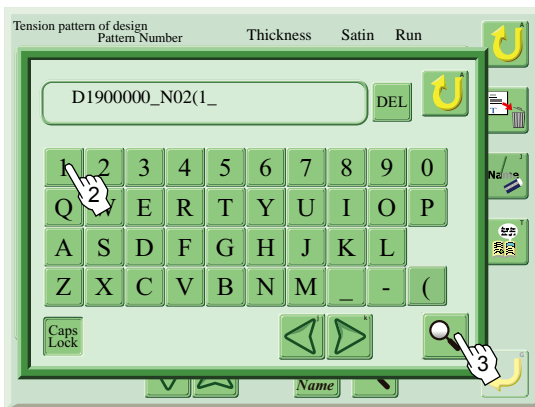 Tension pattern of design
Pattern Number Thickness Satin Run
A
D1900000_N02(1_
DEL
A
T
1 2 3 4 5 6 7 8 9 0
2
Name
J
Q W E R T Y U I O P
A S D F G H J K L
T
Z X C V B N M _ - (
Caps
Lock
j
k
3
G
Name